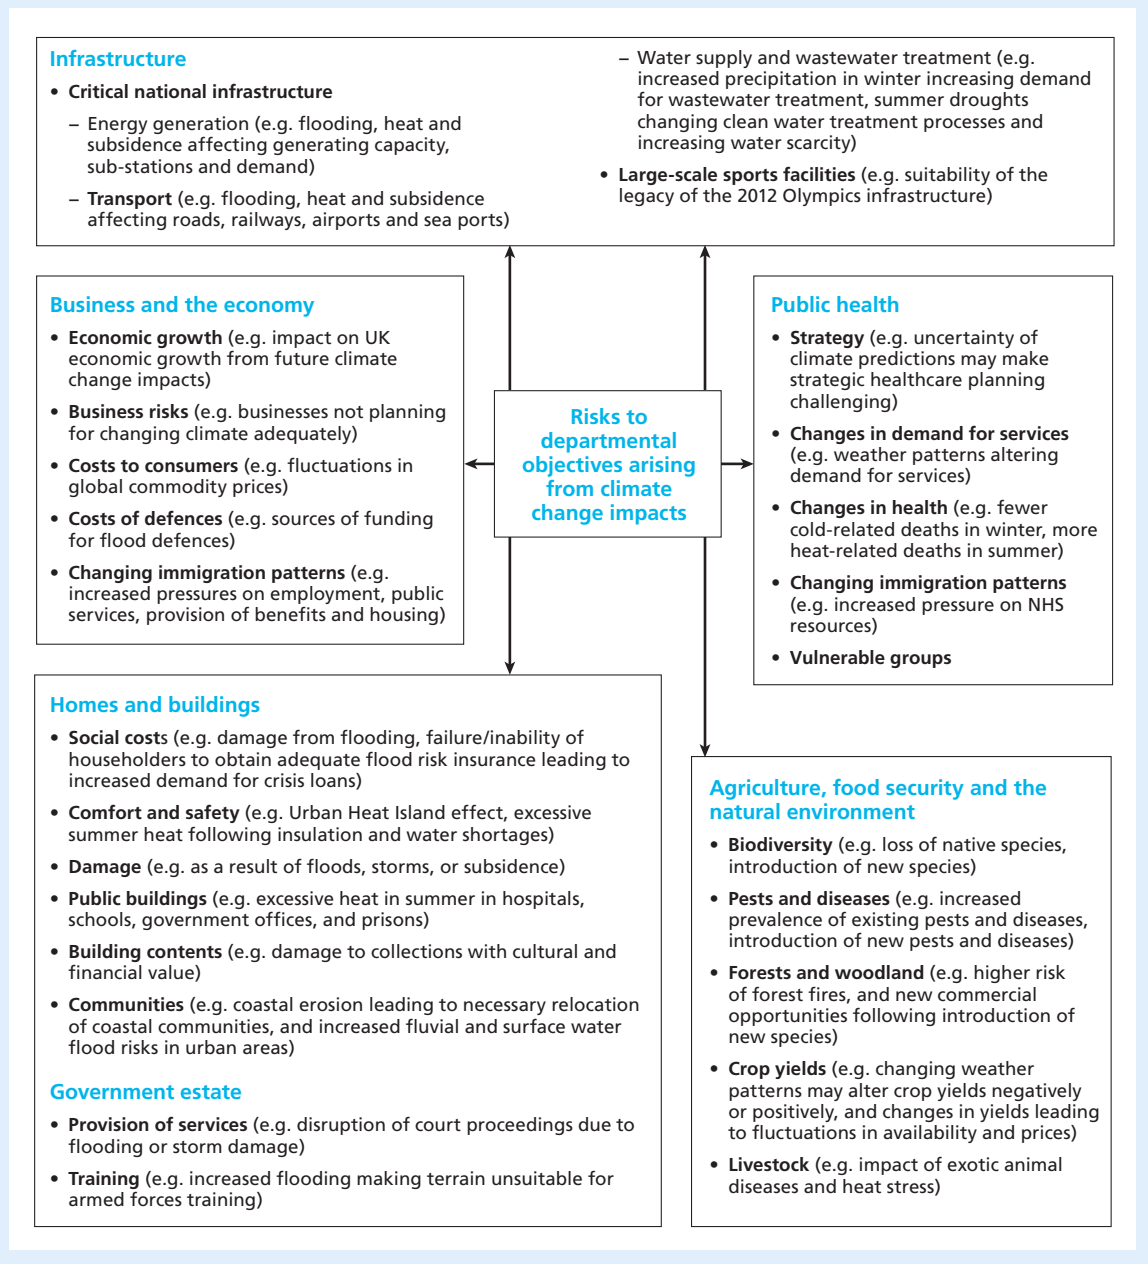 Infrastructure
• Critical national infrastructure
– Energy generation (e.g. flooding, heat and
subsidence affecting generating capacity,
sub-stations and demand)
– Transport (e.g. flooding, heat and subsidence
affecting roads, railways, airports and sea ports)
– Water supply and wastewater treatment (e.g.
increased precipitation in winter increasing demand
for wastewater treatment, summer droughts
changing clean water treatment processes and
increasing water scarcity)
• Large-scale sports facilities (e.g. suitability of the
legacy of the 2012 Olympics infrastructure)
Business and the economy
• Economic growth (e.g. impact on UK
economic growth from future climate
change impacts)
• Business risks (e.g. businesses not planning
for changing climate adequately)
• Costs to consumers (e.g. fluctuations in
global commodity prices)
• Costs of defences (e.g. sources of funding
for flood defences)
• Changing immigration patterns (e.g.
increased pressures on employment, public
services, provision of benefits and housing)
Risks to
departmental
objectives arising
from climate
change impacts
Public health
• Strategy (e.g. uncertainty of
climate predictions may make
strategic healthcare planning
challenging)
• Changes in demand for services
(e.g. weather patterns altering
demand for services)
• Changes in health (e.g. fewer
cold-related deaths in winter, more
heat-related deaths in summer)
• Changing immigration patterns
(e.g. increased pressure on NHS
resources)
• Vulnerable groups
Homes and buildings
• Social costs (e.g. damage from flooding, failure/inability of
householders to obtain adequate flood risk insurance leading to
increased demand for crisis loans)
• Comfort and safety (e.g. Urban Heat Island effect, excessive
summer heat following insulation and water shortages)
• Damage (e.g. as a result of floods, storms, or subsidence)
• Public buildings (e.g. excessive heat in summer in hospitals,
schools, government offices, and prisons)
• Building contents (e.g. damage to collections with cultural and
financial value)
• Communities (e.g. coastal erosion leading to necessary relocation
of coastal communities, and increased fluvial and surface water
flood risks in urban areas)
Government estate
• Provision of services (e.g. disruption of court proceedings due to
flooding or storm damage)
• Training (e.g. increased flooding making terrain unsuitable for
armed forces training)
Agriculture, food security and the
natural environment
• Biodiversity (e.g. loss of native species,
introduction of new species)
• Pests and diseases (e.g. increased
prevalence of existing pests and diseases,
introduction of new pests and diseases)
• Forests and woodland (e.g. higher risk
of forest fires, and new commercial
opportunities following introduction of
new species)
• Crop yields (e.g. changing weather
patterns may alter crop yields negatively
or positively, and changes in yields leading
to fluctuations in availability and prices)
• Livestock (e.g. impact of exotic animal
diseases and heat stress)